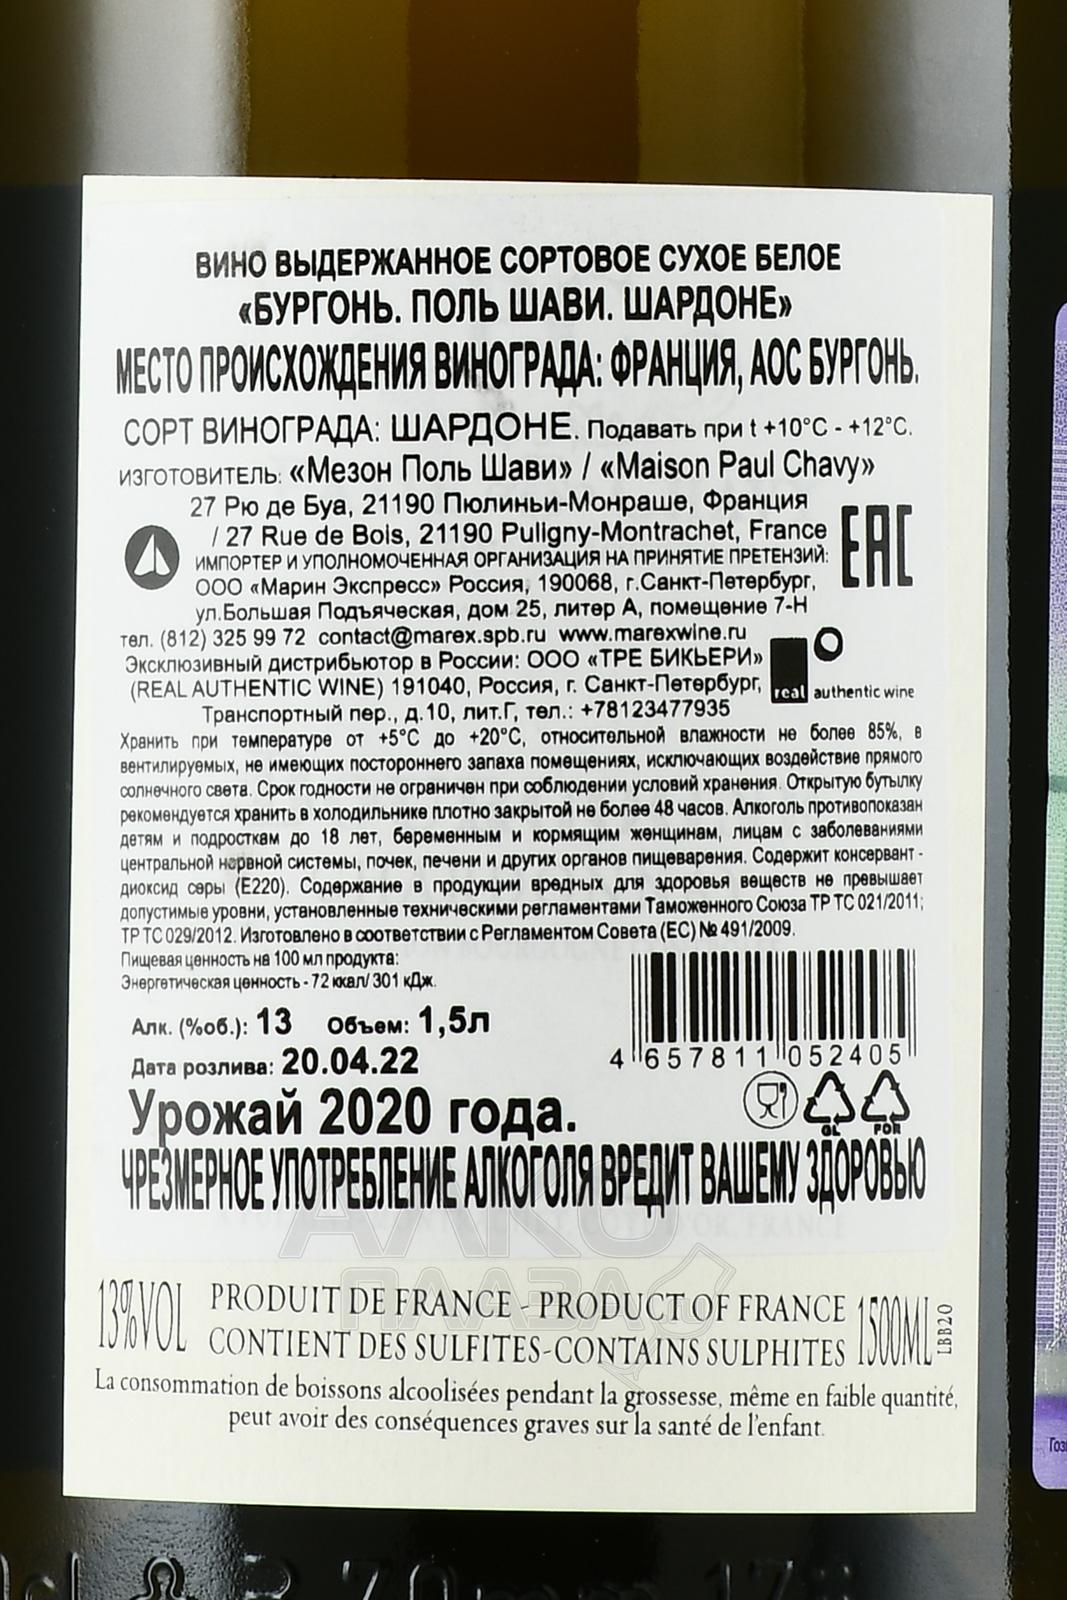 ВИНО ВЫДЕРЖАННОЕ СОРТОВОЕ СУХОЕ БЕЛОЕ
«БУРГОНЬ. ПОЛЬ ШАВИ. ШАРДОНЕ»
МЕСТО ПРОИСХОЖДЕНИЯ ВИНОГРАДА: ФРАНЦИЯ, АОС БУРГОНЬ.
СОРТ ВИНОГРАДА: ШАРДОНЕ. Подавать при t +10°C - +12°C.
ИЗГОТОВИТЕЛЬ: «Мезон Поль Шави» / «Maison Paul Chavy»
27 Рю де Буа, 21190 Пюлиньи-Монраше, Франция
/ 27 Rue de Bois, 21190 Puligny-Montrachet, France
EAC
ИМПОРТЕР И УПОЛНОМОЧЕННАЯ ОРГАНИЗАЦИЯ НА ПРИНЯТИЕ ПРЕТЕНЗИЙ:
ООО «Марин Экспресс» Россия, 190068, г.Санкт-Петербург,
ул.Большая Подъяческая, дом 25, литер А, помещение 7-Н
тел. (812) 325 99 72 contact@marex.spb.ru www.marexwine.ru
Эксклюзивный дистрибьютор в России: ООО «ТРЕ БИКЬЕРИ»
(REAL AUTHENTIC WINE) 191040, Россия, г. Санкт-Петербург,
real authentic wine
Транспортный пер., д.10, лит.Г, тел.: +78123477935
Хранить при температуре от +5°C до +20°C, относительной влажности не более 85%, в
вентилируемых, не имеющих постороннего запаха помещениях, исключающих воздействие прямого
солнечного света. Срок годности не ограничен при соблюдении условий хранения. Открытую бутылку
рекомендуется хранить в холодильнике плотно закрытой не более 48 часов. Алкоголь противопоказан
детям и подросткам до 18 лет, беременным и кормящим женщинам, лицам с заболеваниями
центральной нервной системы, почек, печени и других органов пищеварения. Содержит консервант -
диоксид серы (Е220). Содержание в продукции вредных для здоровья веществ не превышает
допустимые уровни, установленные техническими регламентами Таможенного Союза ТР ТС 021/2011;
ТР ТС 029/2012. Изготовлено в соответствии с Регламентом Совета (ЕС) № 491/2009.
Пищевая ценность на 100 мл продукта:
Энергетическая ценность - 72 ккал/ 301 кДж.
Алк. (%об.): 13 Объем: 1,5л
Дата розлива: 20.04.22
4 657811 052405
Урожай 2020 года.
GL FOR
ЧРЕЗМЕРНОЕ УПОТРЕБЛЕНИЕ АЛКОГОЛЯ ВРЕДИТ ВАШЕМУ ЗДОРОВЬЮ
АЛКО
ПЛАЗА
13%VOL
PRODUIT DE FRANCE - PRODUCT OF FRANCE
CONTIENT DES SULFITES-CONTAINS SULPHITES
1500ML
LBB20
La consommation de boissons alcoolisées pendant la grossesse, même en faible quantité,
peut avoir des conséquences graves sur la santé de l'enfant.